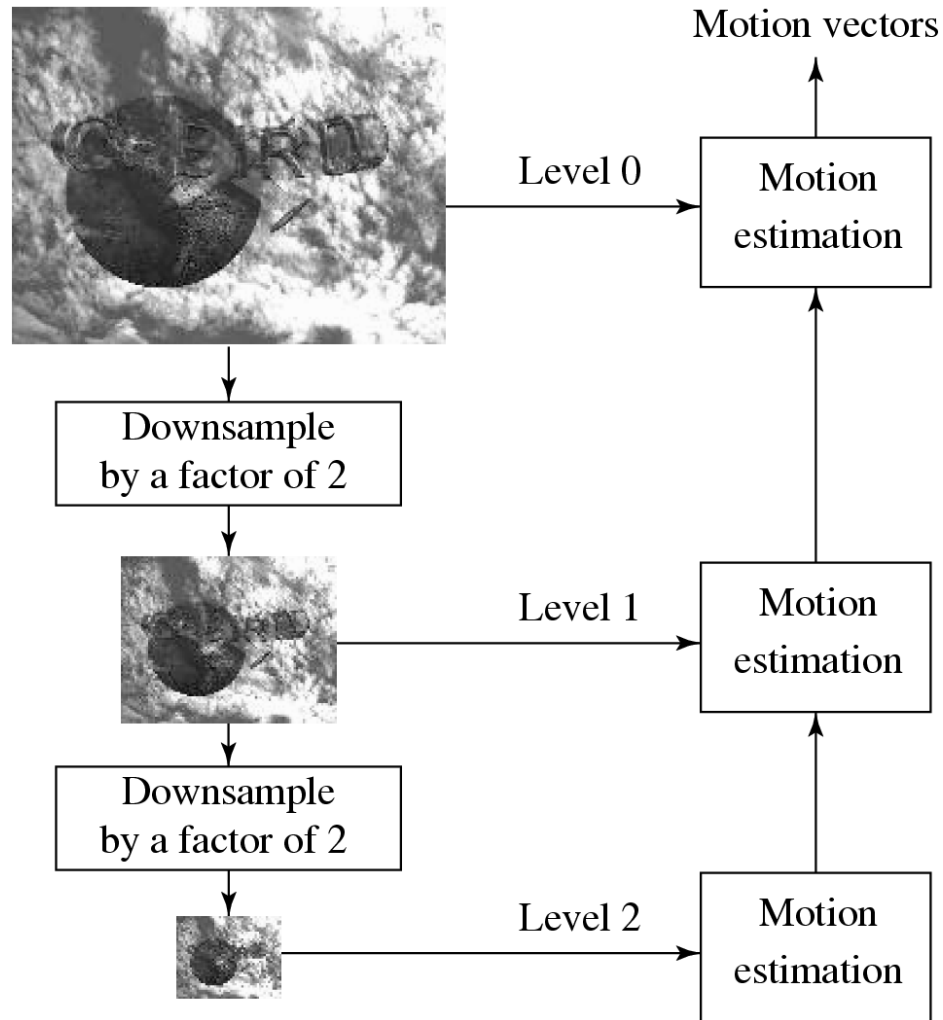 Motion vectors
Level 0
Motion
estimation
Downsample
by a factor of 2
Level 1
Motion
estimation
Downsample
by a factor of 2
Level 2
Motion
estimation